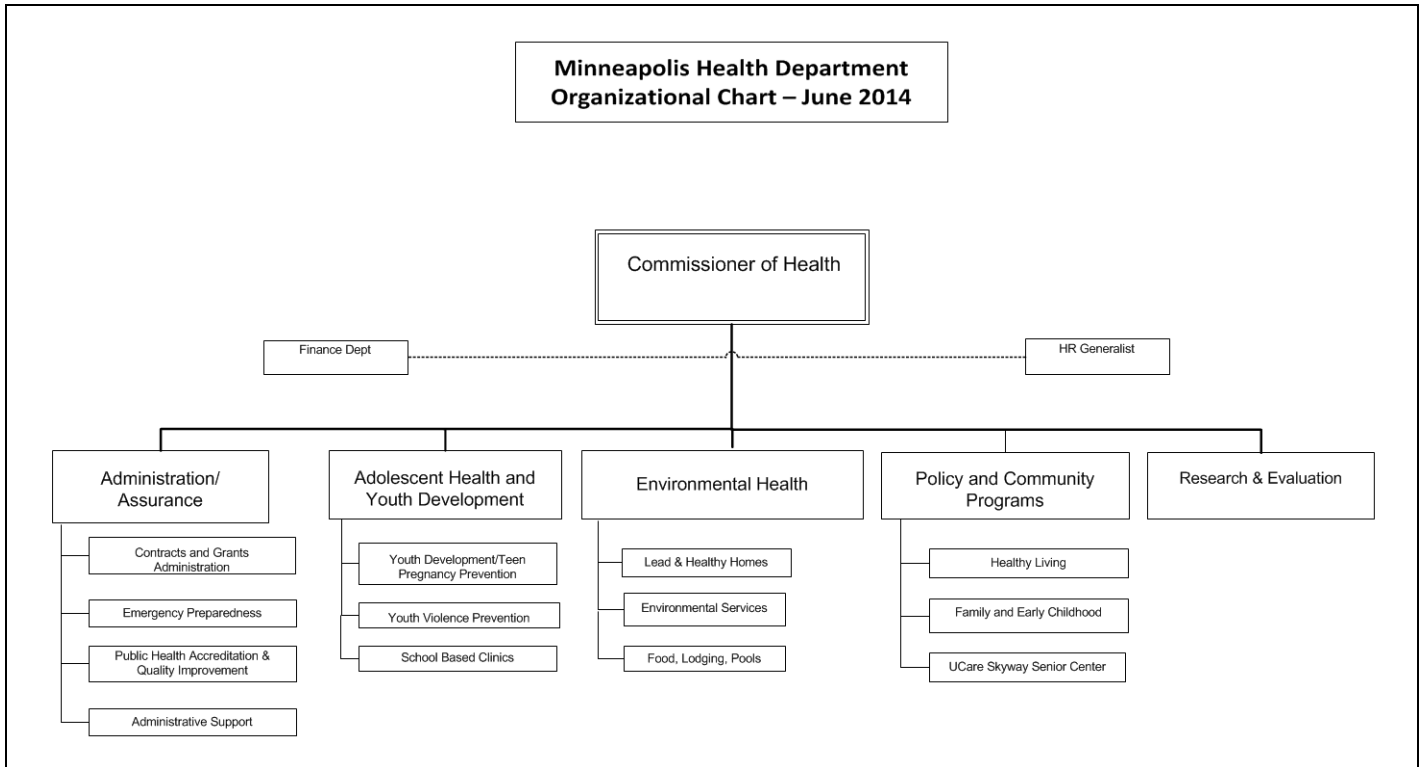 Minneapolis Health Department
Organizational Chart – June 2014
Commissioner of Health
Finance Dept
HR Generalist
Administration/
Assurance
Contracts and Grants
Administration
Emergency Preparedness
Public Health Accreditation &
Quality Improvement
Administrative Support
Adolescent Health and
Youth Development
Youth Development/Teen
Pregnancy Prevention
Youth Violence Prevention
School Based Clinics
Environmental Health
Lead & Healthy Homes
Environmental Services
Food, Lodging, Pools
Policy and Community
Programs
Healthy Living
Family and Early Childhood
UCare Skyway Senior Center
Research & Evaluation